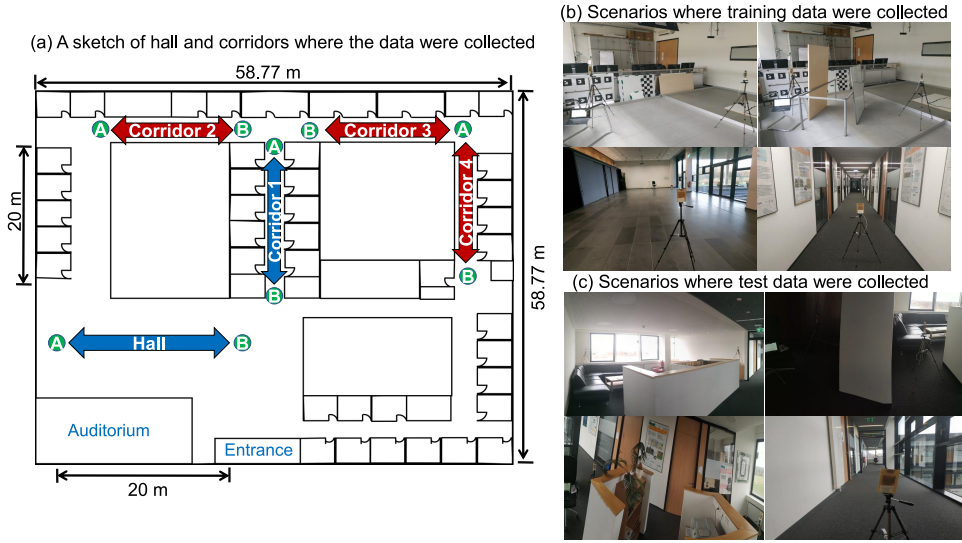 (a) A sketch of hall and corridors where the data were collected
58.77 m
A Corridor 2 B
B Corridor 3 A
A
Corridor 1
B
Corridor 4
B
20 m
58.77 m
A Hall B
Auditorium
Entrance
20 m
(b) Scenarios where training data were collected
(c) Scenarios where test data were collected